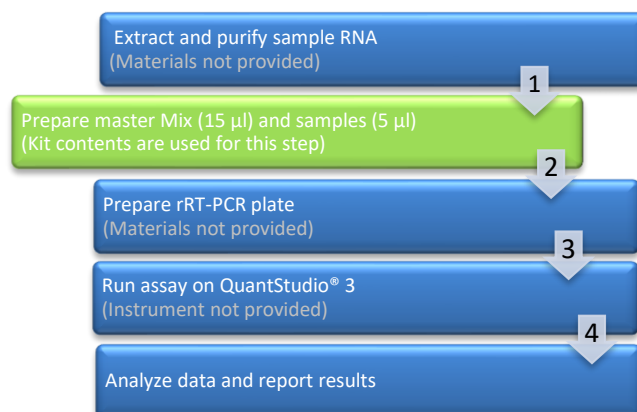 Extract and purify sample RNA
(Materials not provided)
1
Prepare master Mix (15 µl) and samples (5 µl)
(Kit contents are used for this step)
2
Prepare rRT-PCR plate
(Materials not provided)
3
Run assay on QuantStudio® 3
(Instrument not provided)
4
Analyze data and report results